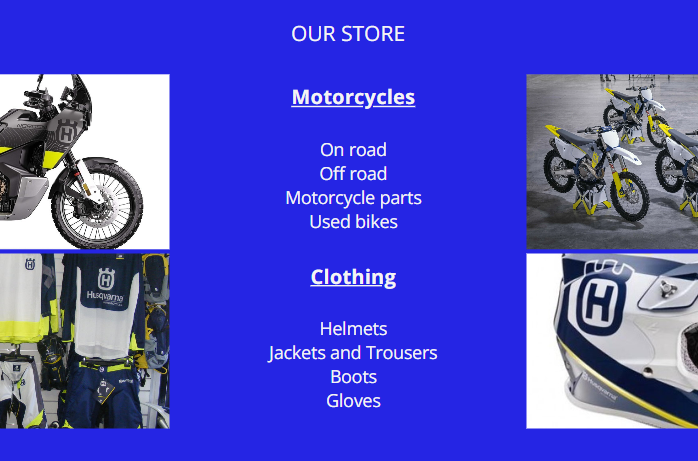 OUR STORE
Motorcycles
On road
Off road
Motorcycle parts
Used bikes
Husqvarna
Clothing
Helmets
Jackets and Trousers
Boots
Gloves
Husqvarna